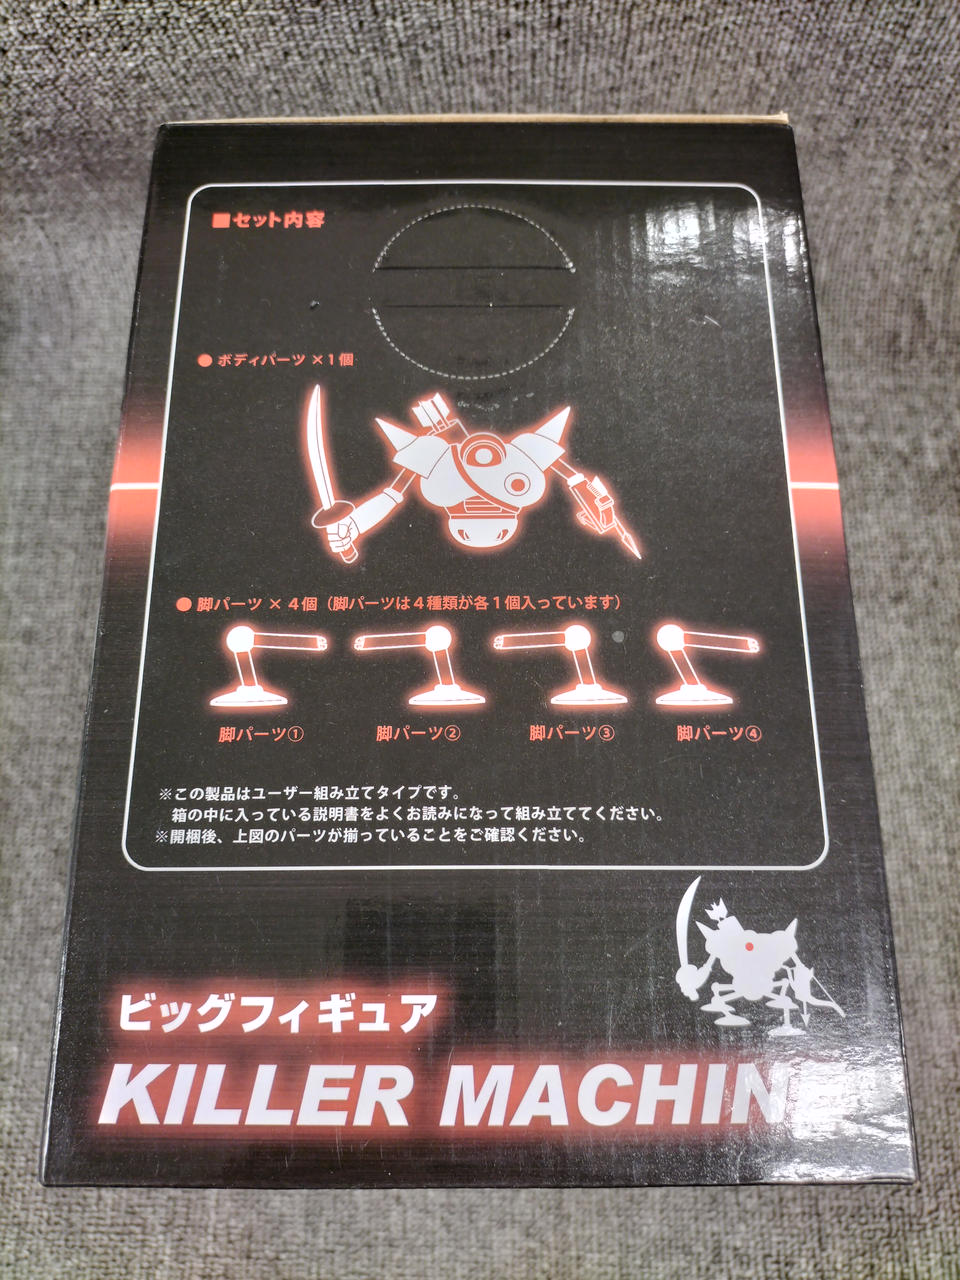 ■セット内容
●ボディパーツ×1個
●脚パーツ×4個（脚パーツは4種類が各1個入っています）
脚パーツ① 脚パーツ② 脚パーツ③ 脚パーツ④
※この製品はユーザー組み立てタイプです。
箱の中に入っている説明書をよくお読みになって組み立ててください。
※開梱後、上図のパーツが揃っていることをご確認ください。
ビッグフィギュア
KILLER MACHIN